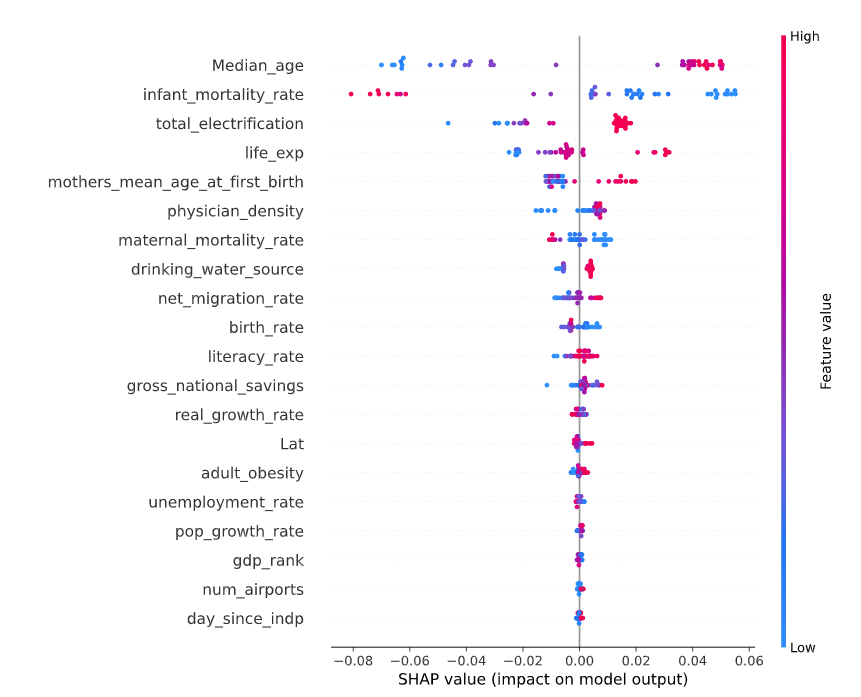 High
Median_age
infant_mortality_rate
total_electrification
life_exp
mothers_mean_age_at_first_birth
physician_density
maternal_mortality_rate
drinking_water_source
net_migration_rate
birth_rate
literacy_rate
gross_national_savings
real_growth_rate
Lat
adult_obesity
unemployment_rate
pop_growth_rate
gdp_rank
num_airports
day_since_indp
Feature value
Low
−0.08 −0.06 −0.04 −0.02 0.00 0.02 0.04 0.06
SHAP value (impact on model output)